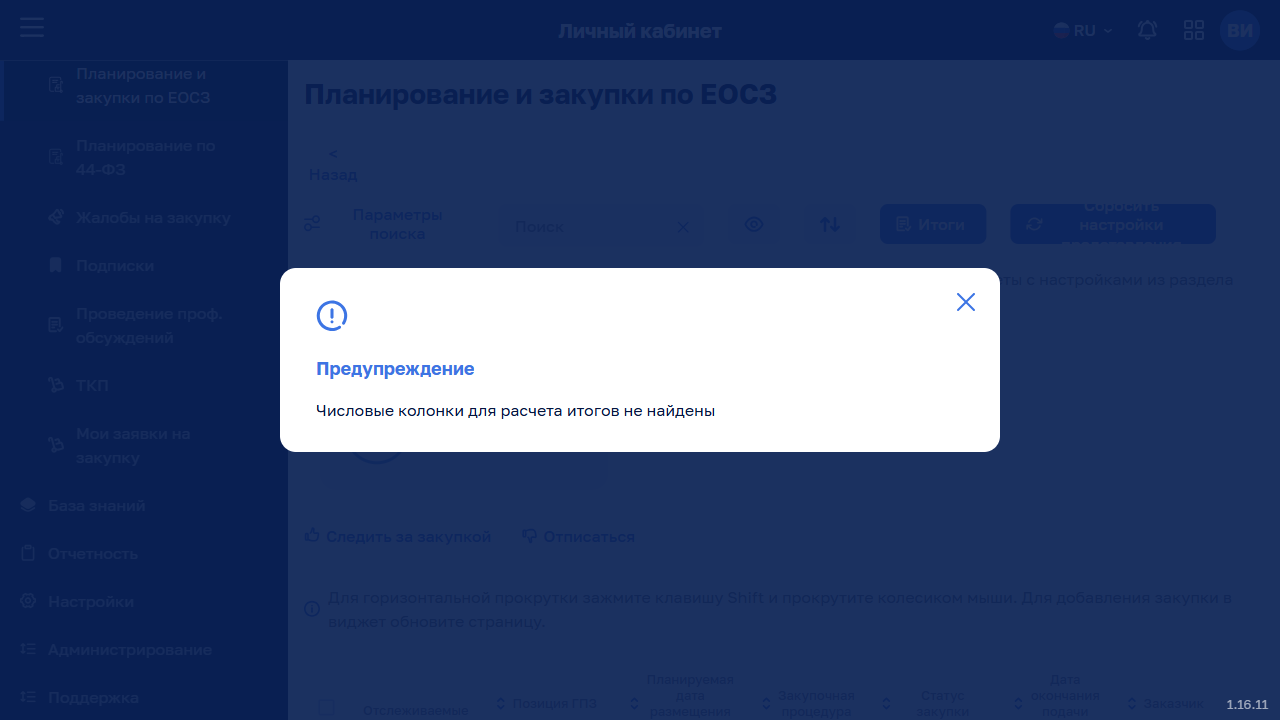 Личный кабинет
RU
ВИ
Планирование и
закупки по ЕОСЗ
Планирование по
44-ФЗ
Жалобы на закупку
Подписки
Проведение проф.
обсуждений
ТКП
Мои заявки на
закупку
База знаний
Отчетность
Настройки
Администрирование
Поддержка
Планирование и закупки по ЕОСЗ
<
Назад
Параметры
поиска
Поиск
Итоги
Сбросить
настройки
представления
с настройками из раздела
Предупреждение
Числовые колонки для расчета итогов не найдены
Следить за закупкой
Отписаться
Для горизонтальной прокрутки зажмите клавишу Shift и прокрутите колесиком мыши. Для добавления закупки в
виджет обновите страницу.
Отслеживаемые
Позиция ГПЗ
Планируемая
дата
размещения
Закупочная
процедура
Статус
закупки
Дата
окончания
подачи
Заказчик
1.16.11